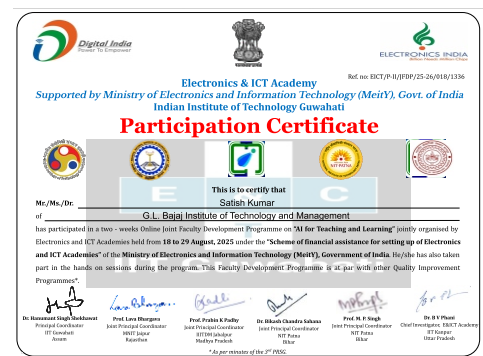 Digital India
Power To Empower
ELECTRONICS INDIA
Ref. no: EICT/P-II/JFDP/25-26/018/1336
Electronics & ICT Academy
Supported by Ministry of Electronics and Information Technology (MeitY), Govt. of India
Indian Institute of Technology Guwahati
Participation Certificate
This is to certify that
Mr./Ms./Dr. Satish Kumar
of G.L. Bajaj Institute of Technology and Management
has participated in a two - weeks Online Joint Faculty Development Programme on "AI for Teaching and Learning" jointly organised by
Electronics and ICT Academies held from 18 to 29 August, 2025 under the "Scheme of financial assistance for setting up of Electronics
and ICT Academies" of the Ministry of Electronics and Information Technology (MeitY), Government of India. He/she has also taken
part in the hands on sessions during the program. This Faculty Development Programme is at par with other Quality Improvement
Programmes*.
Dr. Hanumant Singh Shekhawat
Principal Coordinator
IIT Guwahati
Assam
Prof. Lava Bhargava
Joint Principal Coordinator
MNIT Jaipur
Rajasthan
Prof. Prabin K Padhy
Joint Principal Coordinator
IIITDM Jabalpur
Madhya Pradesh
Dr. Bikash Chandra Sahana
Joint Principal Coordinator
NIT Patna
Bihar
Prof. M. P. Singh
Joint Principal Coordinator
NIT Patna
Bihar
Dr. B V Phani
Chief Investigator, E&ICT Academy
IIT Kanpur
Uttar Pradesh
* As per minutes of the 3rd PRSG.